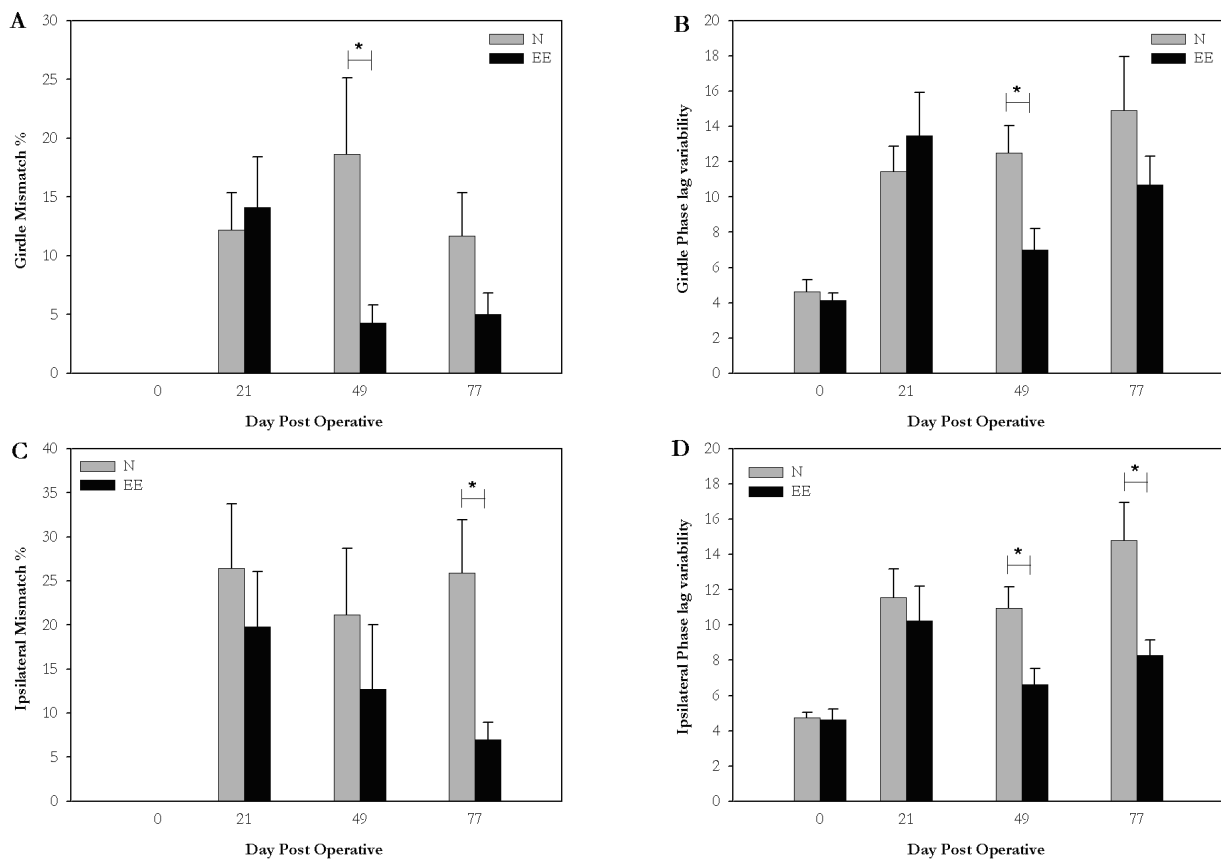 A
30
25
20
15
10
5
0
Girdle Mismatch %
N
EE
*
0 21 49 77
Day Post Operative
B
20
18
16
14
12
10
8
6
4
2
0
Girdle Phase lag variability
N
EE
*
0 21 49 77
Day Post Operative
C
40
35
30
25
20
15
10
5
0
Ipsilateral Mismatch %
N
EE
*
0 21 49 77
Day Post Operative
D
20
18
16
14
12
10
8
6
4
2
0
Ipsilateral Phase lag variability
N
EE
*
*
0 21 49 77
Day Post Operative